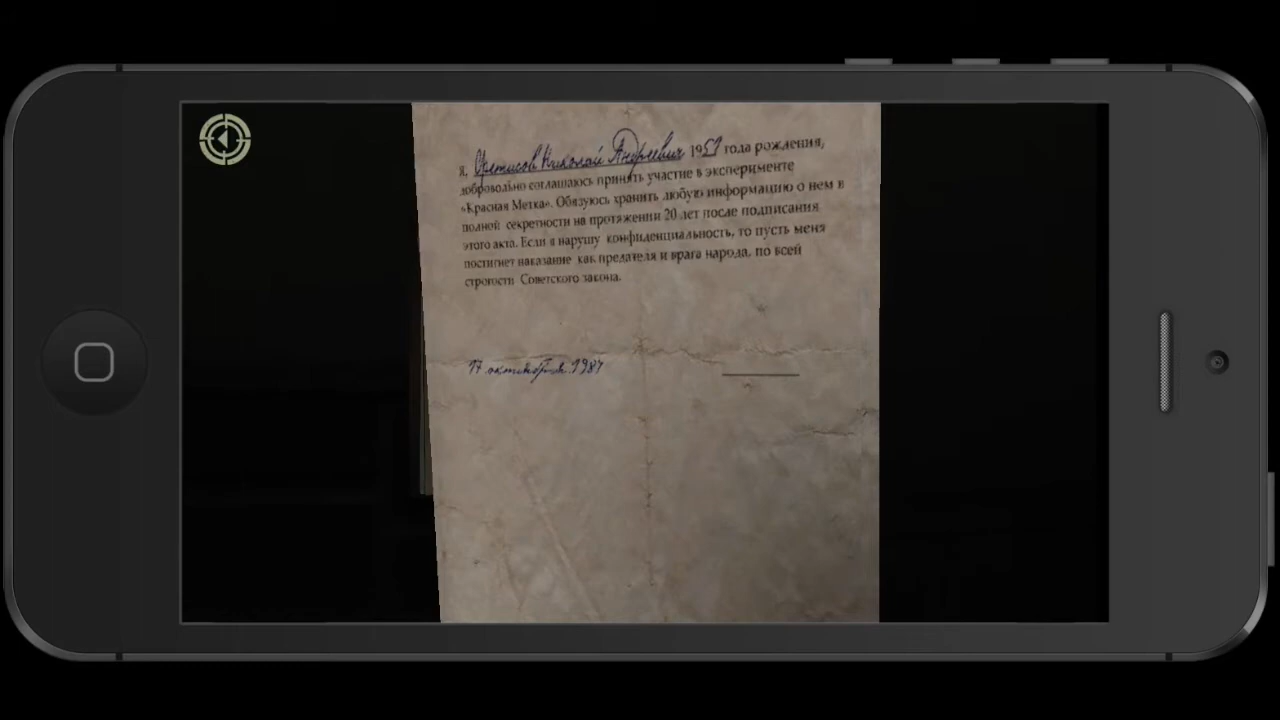 Я, Николай Андреевич 1957 года рождения,
добровольно соглашаюсь принять участие в эксперименте
«Красная Метка». Обязуюсь хранить любую информацию о нем в
полной секретности на протяжении 20 лет после подписания
этого акта. Если я нарушу конфиденциальность, то пусть меня
постигнет наказание как предателя и врага народа, по всей
строгости Советского закона.
17 октября 1987